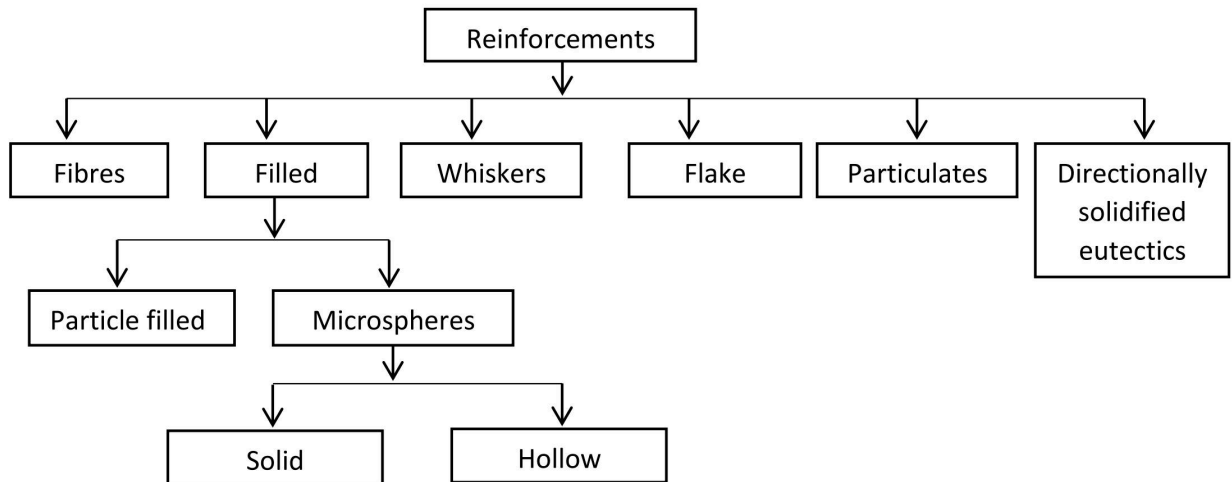 Reinforcements
Fibres
Filled
Whiskers
Flake
Particulates
Directionally
solidified
eutectics
Particle filled
Microspheres
Solid
Hollow